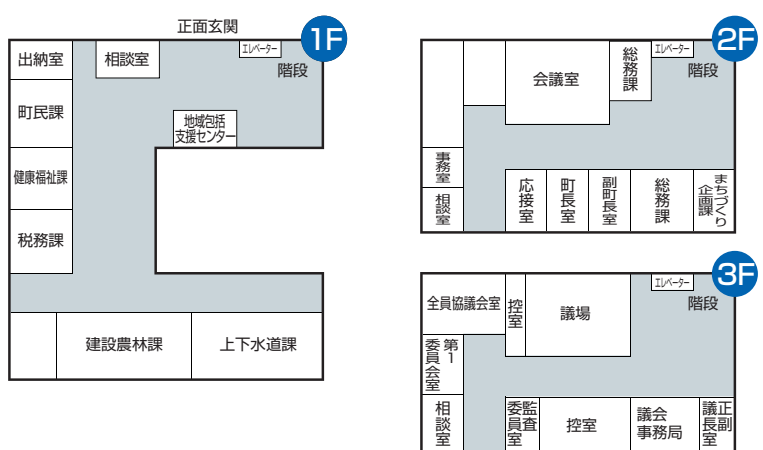 正面玄関
1F
出納室
相談室
エレベーター
階段
町民課
地域包括
支援センター
健康福祉課
税務課
建設農林課
上下水道課
2F
会議室
総務課
エレベーター
階段
事務室
相談室
応接室
町長室
副町長室
総務課
まちづくり
企画課
3F
全員協議会室
控室
議場
エレベーター
階段
第1
委員会室
相談室
監査
委員室
控室
議会
事務局
正副
議長室